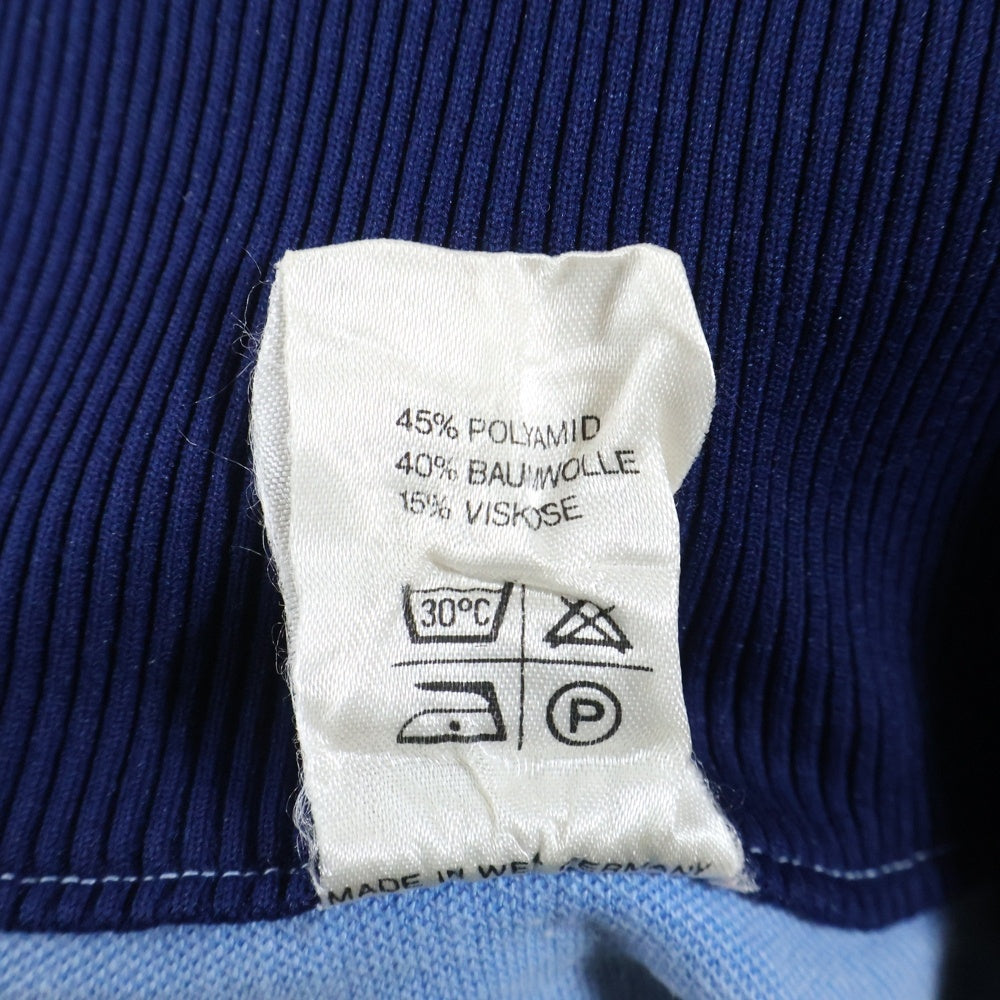 45% POLYAMID
40% BAUMWOLLE
15% VISKOSE
30°C
P
MADE IN WEST GERMANY